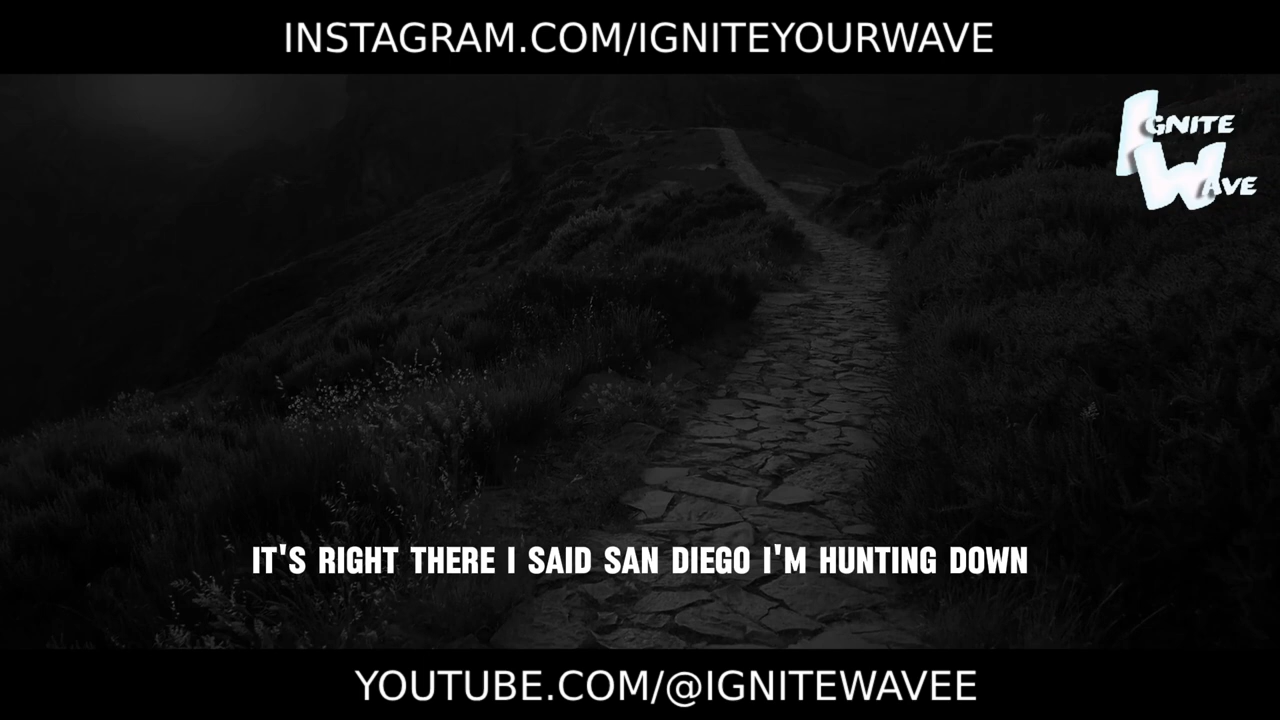 INSTAGRAM.COM/IGNITEYOURWAVE
IGNITE
WAVE
IT'S RIGHT THERE I SAID SAN DIEGO I'M HUNTING DOWN
YOUTUBE.COM/@IGNITEWAVEE